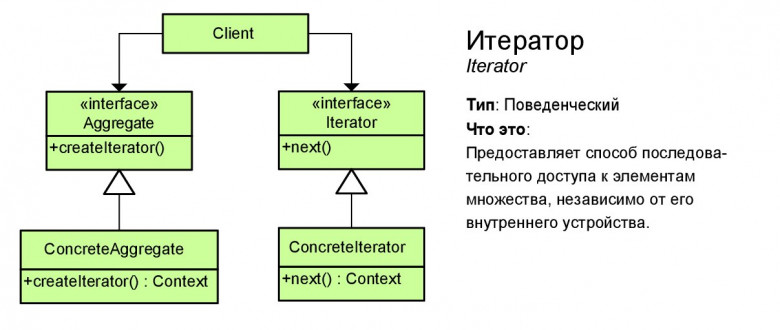 Client
«interface»
Aggregate
+createIterator()
«interface»
Iterator
+next()
ConcreteAggregate
+createIterator() : Context
ConcreteIterator
+next() : Context
Итератор
Iterator
Тип: Поведенческий
Что это:
Предоставляет способ последова-
тельного доступа к элементам
множества, независимо от его
внутреннего устройства.